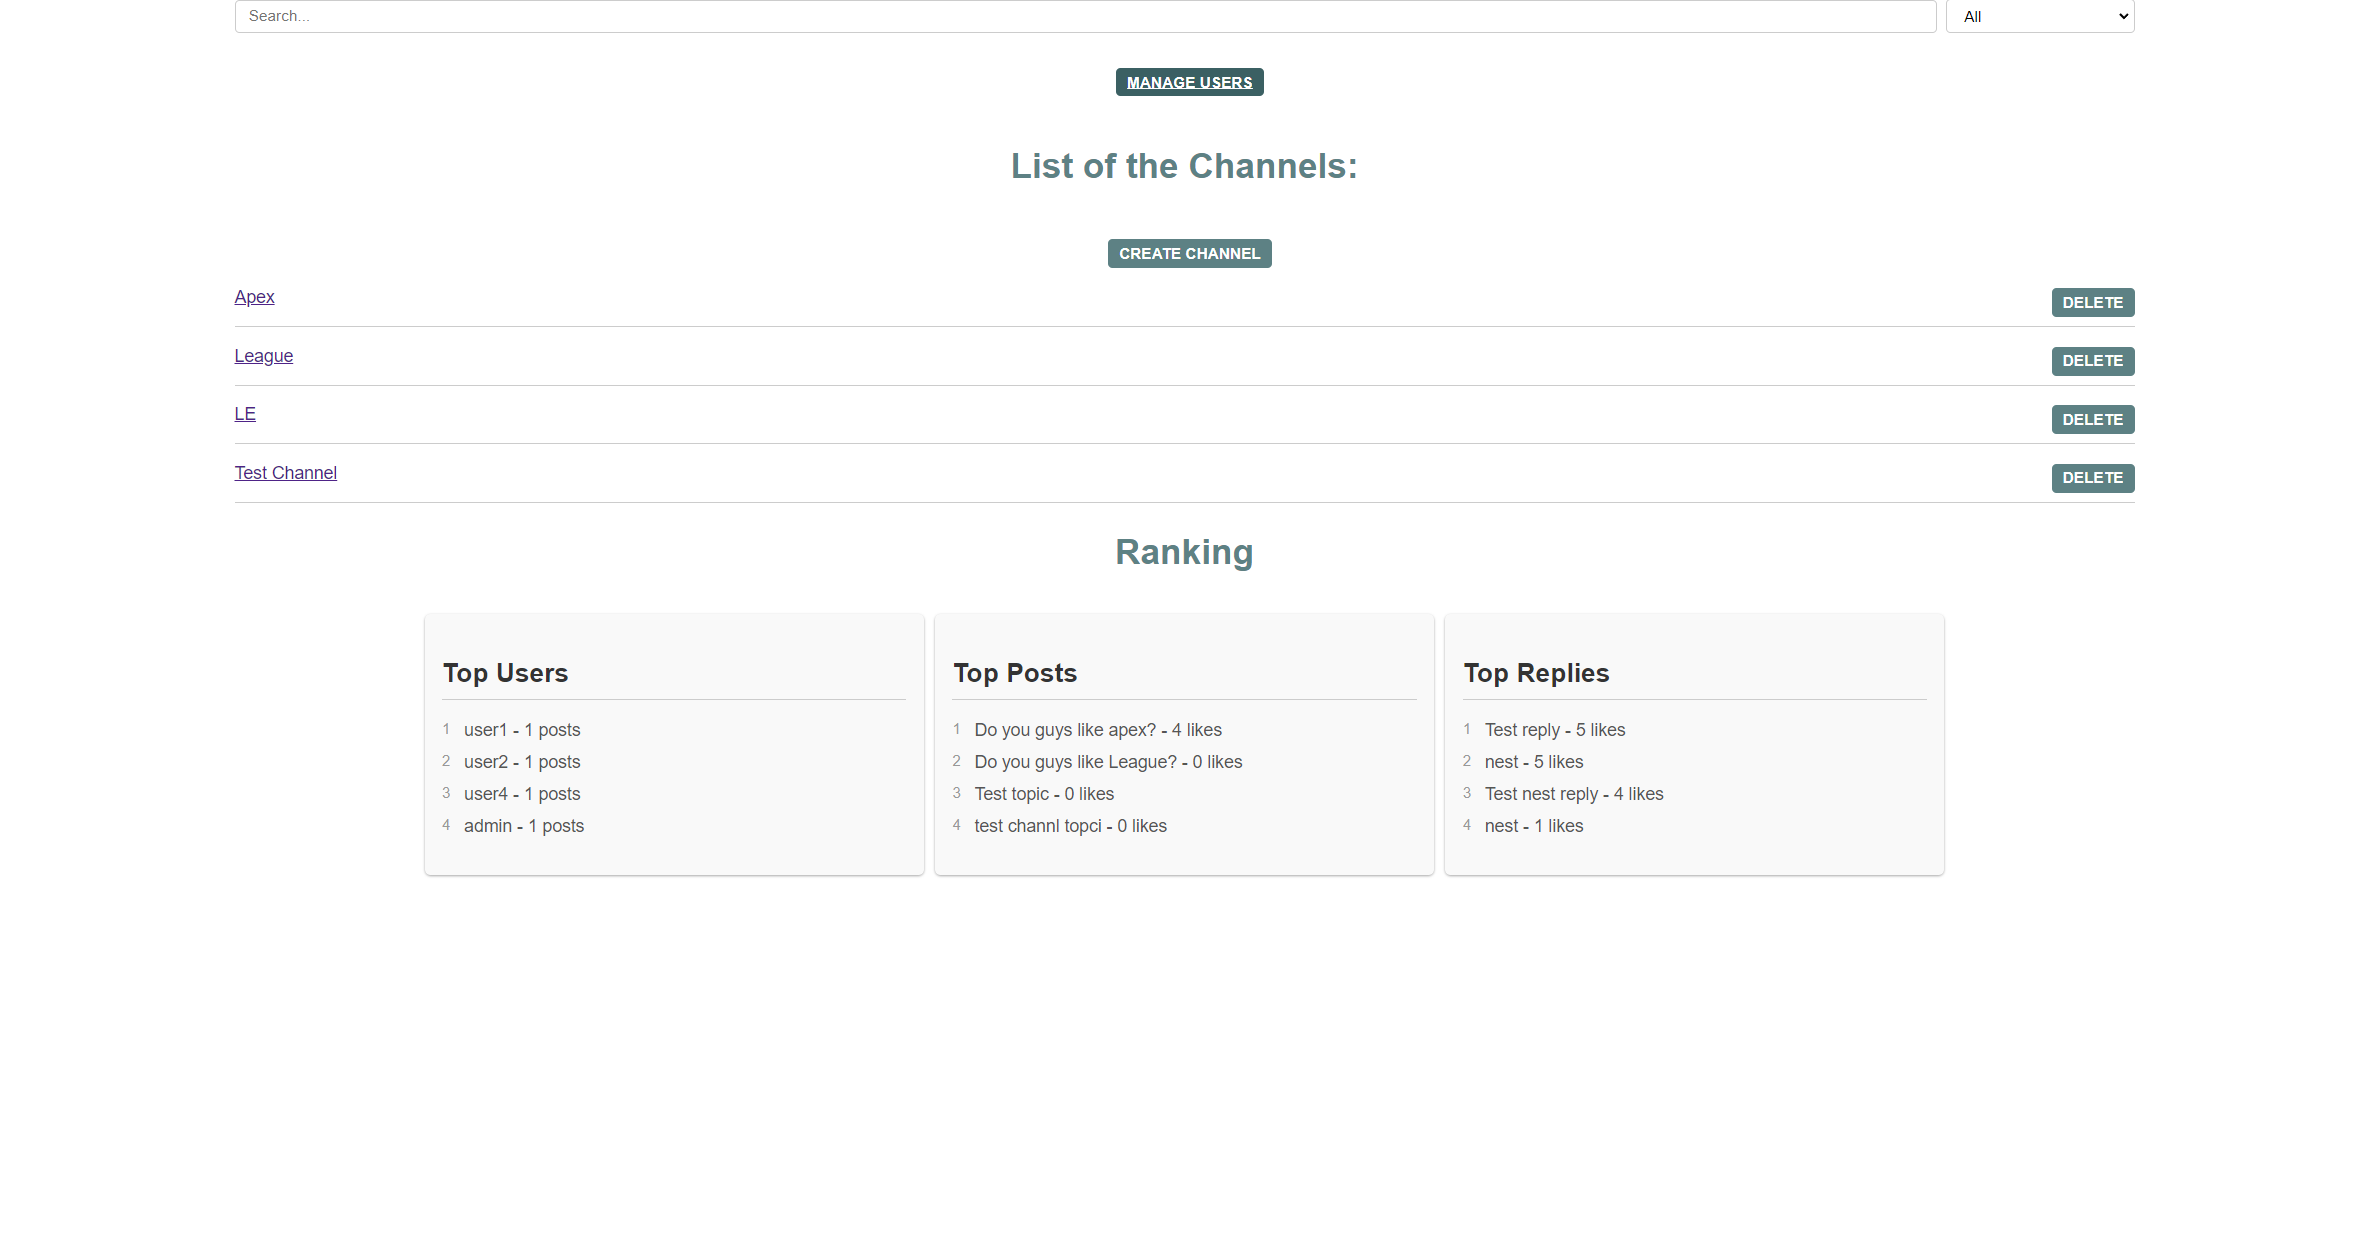 Search...
All
MANAGE USERS
List of the Channels:
CREATE CHANNEL
Apex
DELETE
League
DELETE
LE
DELETE
Test Channel
DELETE
Ranking
Top Users
1 user1 - 1 posts
2 user2 - 1 posts
3 user4 - 1 posts
4 admin - 1 posts
Top Posts
1 Do you guys like apex? - 4 likes
2 Do you guys like League? - 0 likes
3 Test topic - 0 likes
4 test channl topci - 0 likes
Top Replies
1 Test reply - 5 likes
2 nest - 5 likes
3 Test nest reply - 4 likes
4 nest - 1 likes